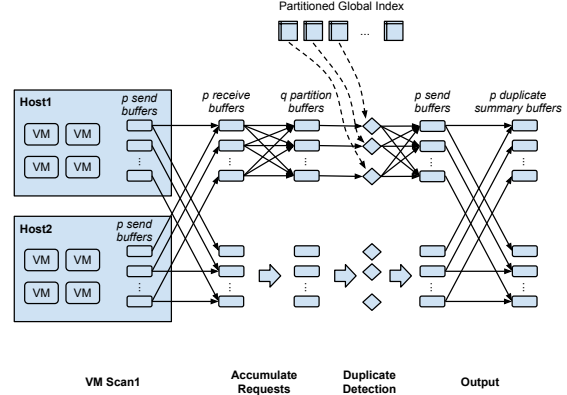 Partitioned Global Index
...
Host1
p send
buffers
p receive
buffers
q partition
buffers
p send
buffers
p duplicate
summary buffers
VM VM
VM VM
...
...
...
...
...
Host2
p send
buffers
VM VM
VM VM
...
...
...
...
...
...
VM Scan1
Accumulate
Requests
Duplicate
Detection
Output